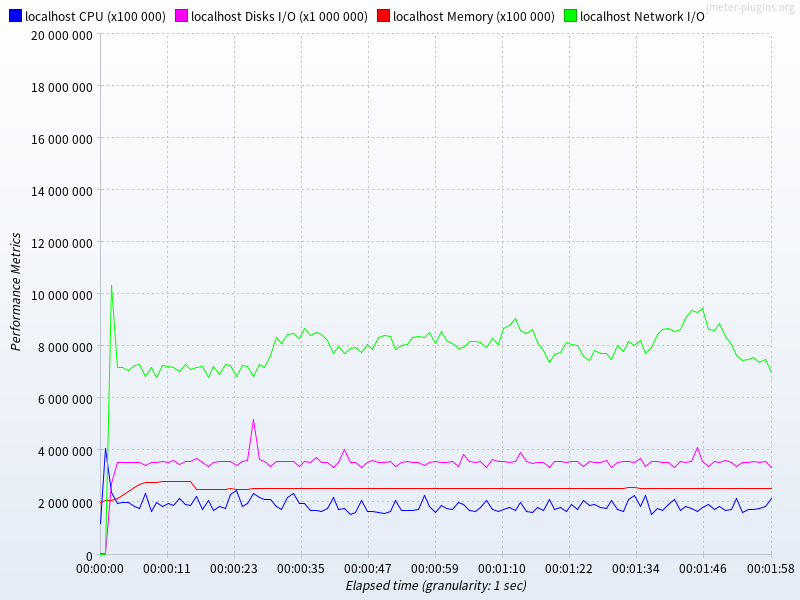 jmeter-plugins.org
localhost CPU (x100 000) localhost Disks I/O (x1 000 000) localhost Memory (x100 000) localhost Network I/O
20 000 000
18 000 000
16 000 000
14 000 000
12 000 000
10 000 000
8 000 000
6 000 000
4 000 000
2 000 000
0
Performance Metrics
00:00:00 00:00:11 00:00:23 00:00:35 00:00:47 00:00:59 00:01:10 00:01:22 00:01:34 00:01:46 00:01:58
Elapsed time (granularity: 1 sec)